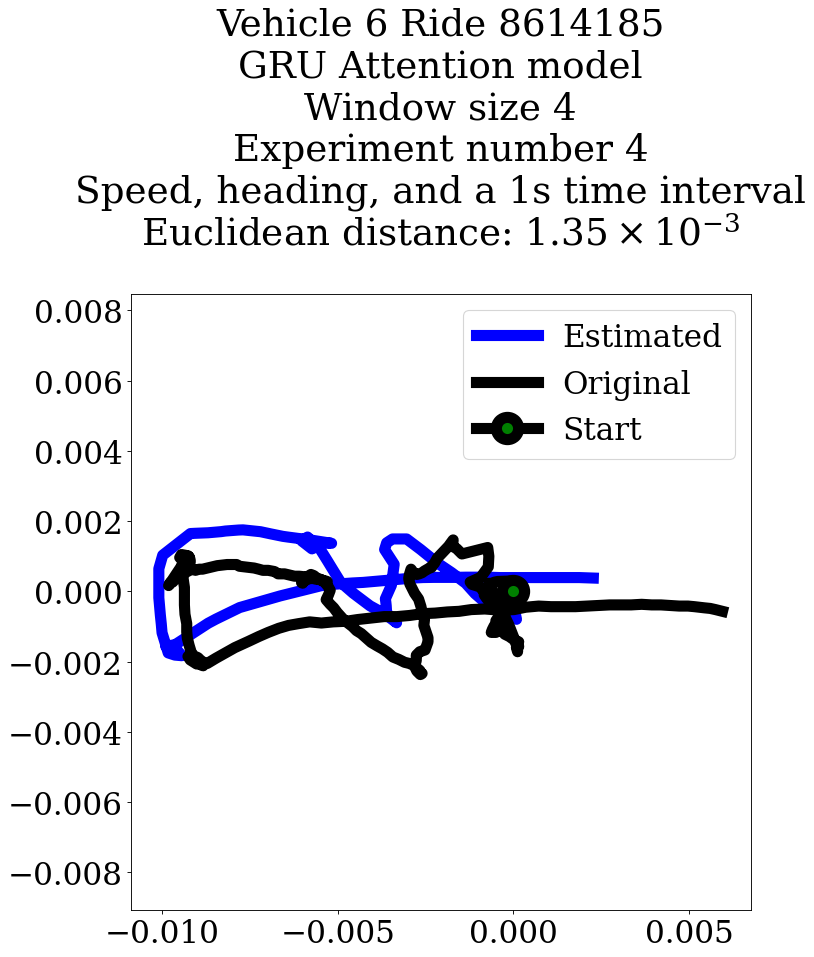 Vehicle 6 Ride 8614185
GRU Attention model
Window size 4
Experiment number 4
Speed, heading, and a 1s time interval
Euclidean distance: 1.35 × 10⁻³
Estimated
Original
Start
0.008
0.006
0.004
0.002
0.000
−0.002
−0.004
−0.006
−0.008
−0.010
−0.005
0.000
0.005